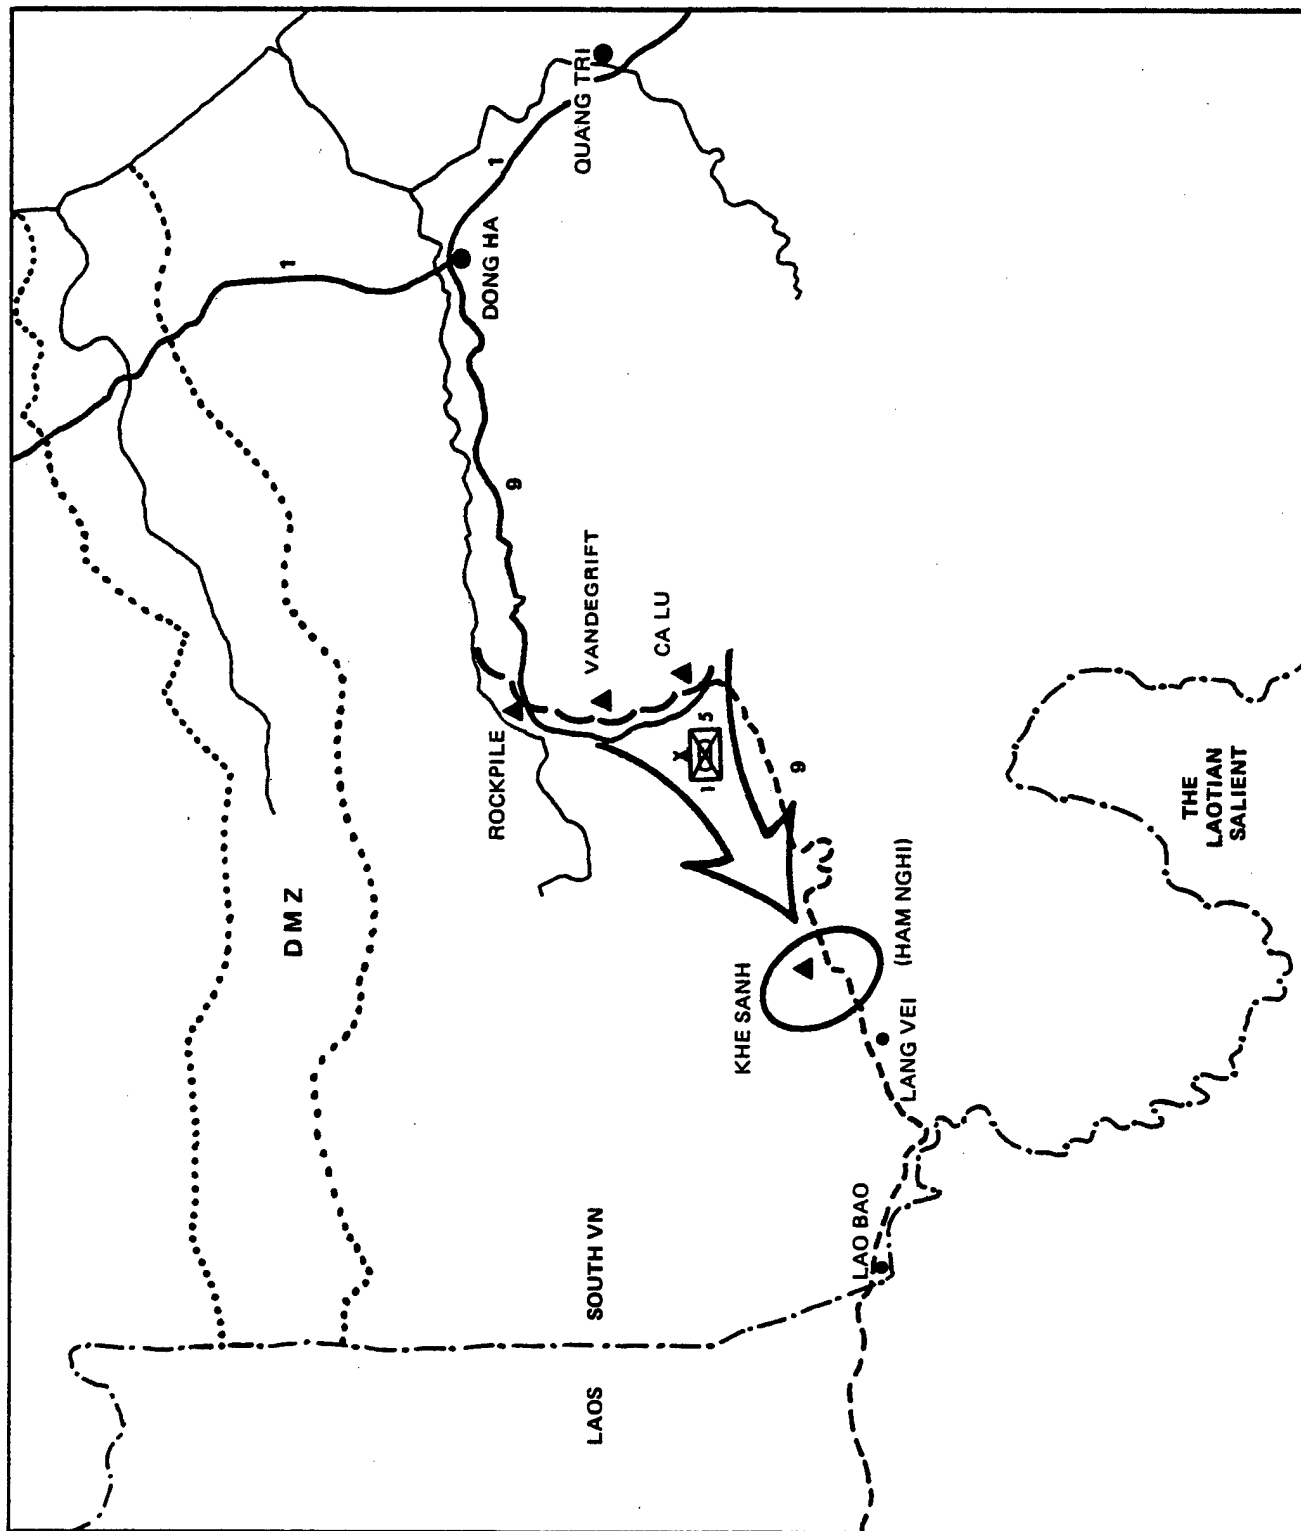 DMZ
1
ROCKPILE
9
DONG HA
1
LAOS
SOUTH VN
VANDEGRIFT
QUANG TRI
CA LU
X
1 5
KHE SANH
9
LAO BAO
LANG VEI
(HAM NGHI)
THE
LAOTIAN
SALIENT